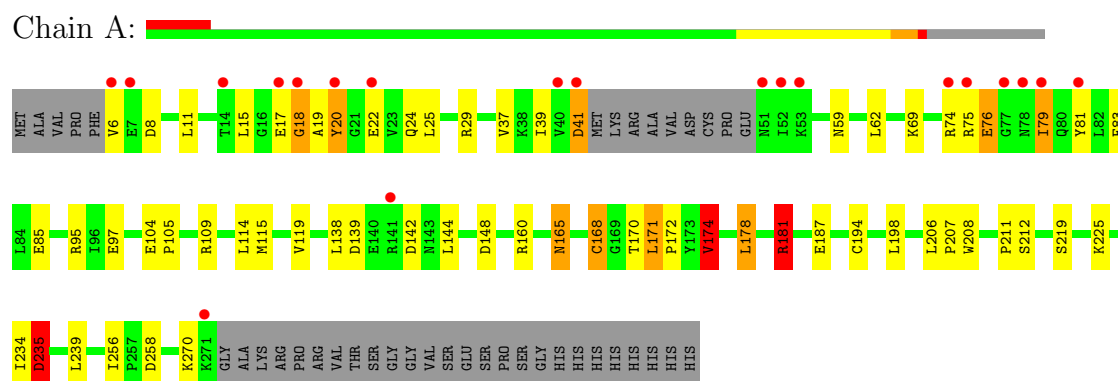 Chain A:
MET ALA VAL PRO PHE V6 E7 D8 L11 T14 L15 G16 E17 G18 A19 Y20 G21 E22 V23 Q24 L25 R29 V37 K38 I39 V40 D41 MET LYS ARG ALA VAL ASP CYS PRO GLU N51 I52 K53 N59 L62 K69 R74 R75 E76 G77 N78 I79 Q80 Y81 L82
L84 E85 R95 I96 E97 E104 P105 R109 L114 M115 V119 L138 D139 E140 R141 D142 N143 L144 D148 R160 N165 C168 G169 T170 L171 P172 Y173 V174 L178 R181 E187 C194 L198 L206 P207 W208 P211 S212 S219 K225
I234 D235 L239 I256 P257 D258 K270 K271 GLY ALA LYS ARG PRO ARG VAL THR SER GLY GLY VAL SER GLU SER PRO SER GLY HIS HIS HIS HIS HIS HIS HIS HIS